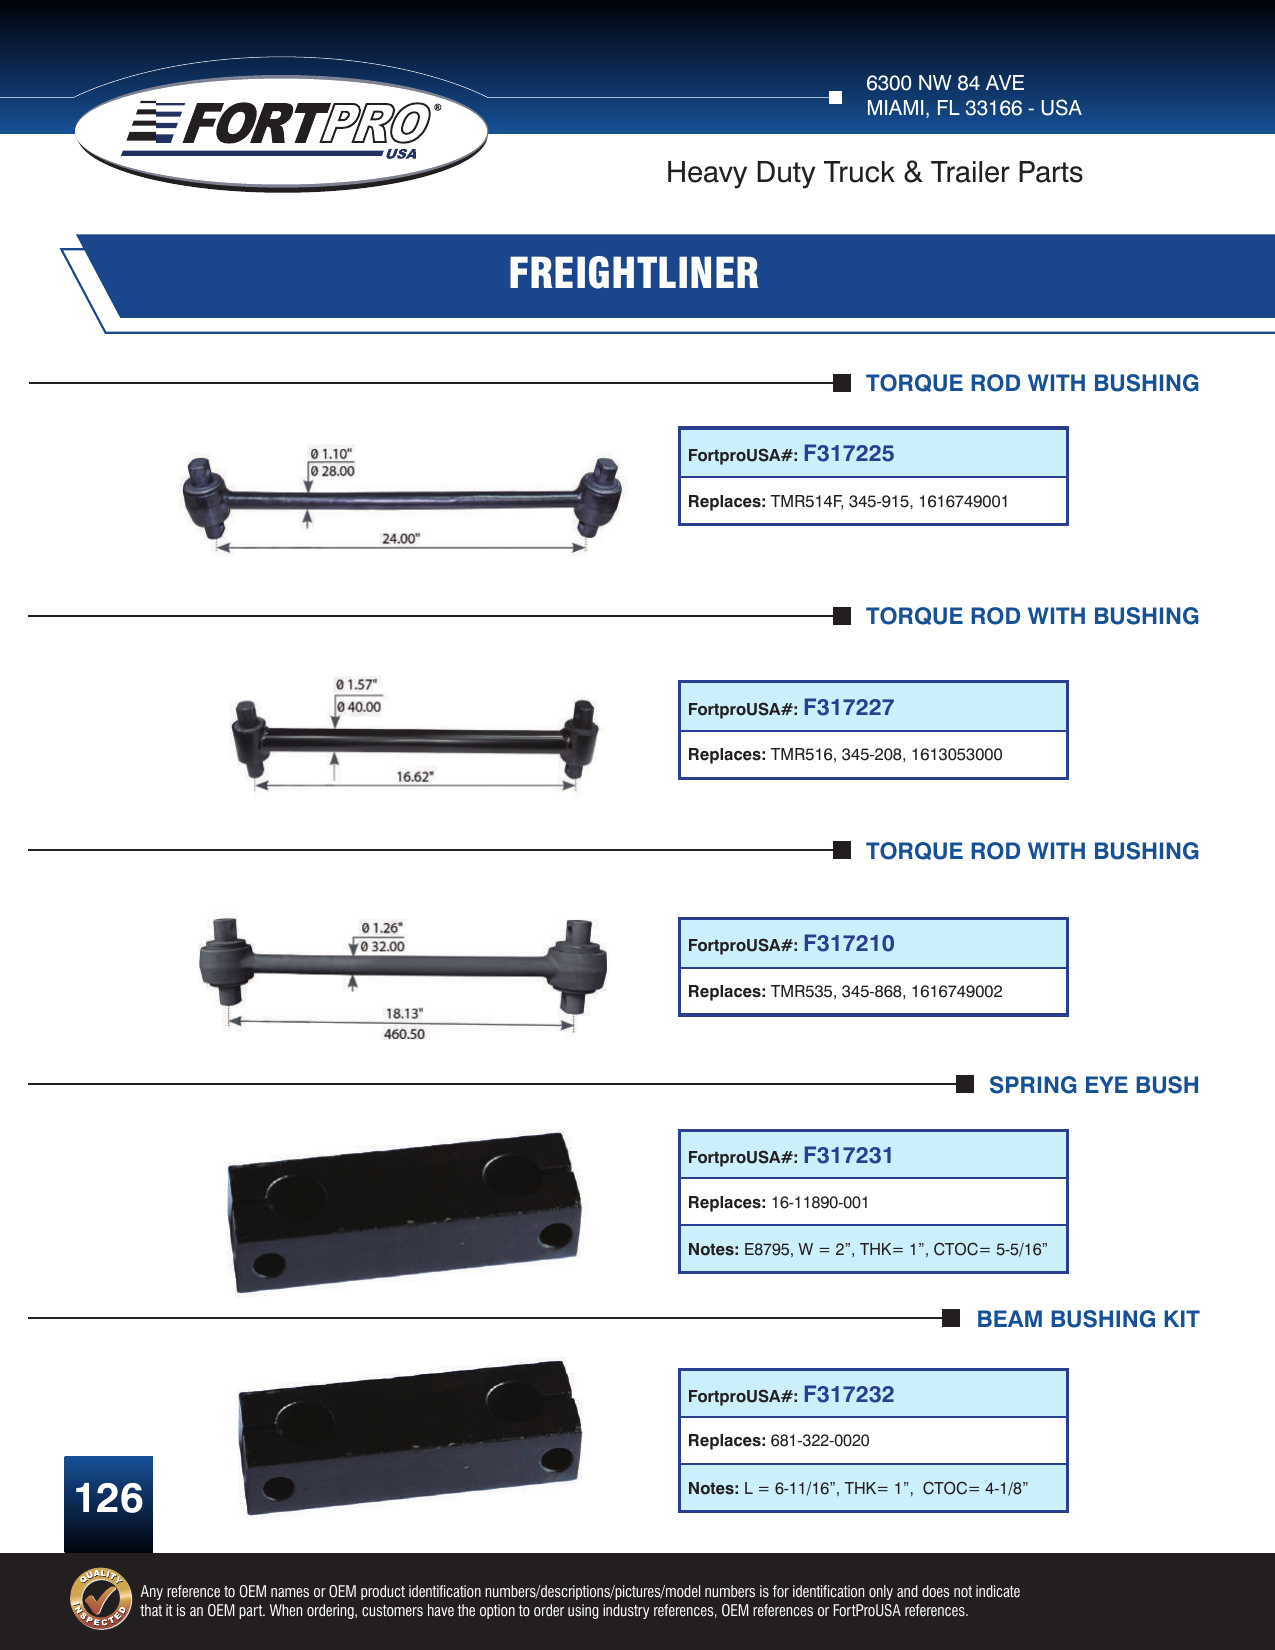 6300 NW 84 AVE
MIAMI, FL 33166 - USA
FORTPRO®
USA
Heavy Duty Truck & Trailer Parts
FREIGHTLINER
TORQUE ROD WITH BUSHING
Ø 1.10"
Ø 28.00
24.00"
FortproUSA#: F317225
Replaces: TMR514F, 345-915, 1616749001
TORQUE ROD WITH BUSHING
Ø 1.57"
Ø 40.00
16.62"
FortproUSA#: F317227
Replaces: TMR516, 345-208, 1613053000
TORQUE ROD WITH BUSHING
Ø 1.26"
Ø 32.00
18.13"
460.50
FortproUSA#: F317210
Replaces: TMR535, 345-868, 1616749002
SPRING EYE BUSH
FortproUSA#: F317231
Replaces: 16-11890-001
Notes: E8795, W = 2”, THK= 1”, CTOC= 5-5/16”
BEAM BUSHING KIT
FortproUSA#: F317232
Replaces: 681-322-0020
Notes: L = 6-11/16”, THK= 1”, CTOC= 4-1/8”
126
QUALITY
INSPECTED
Any reference to OEM names or OEM product identification numbers/descriptions/pictures/model numbers is for identification only and does not indicate
that it is an OEM part. When ordering, customers have the option to order using industry references, OEM references or FortProUSA references.